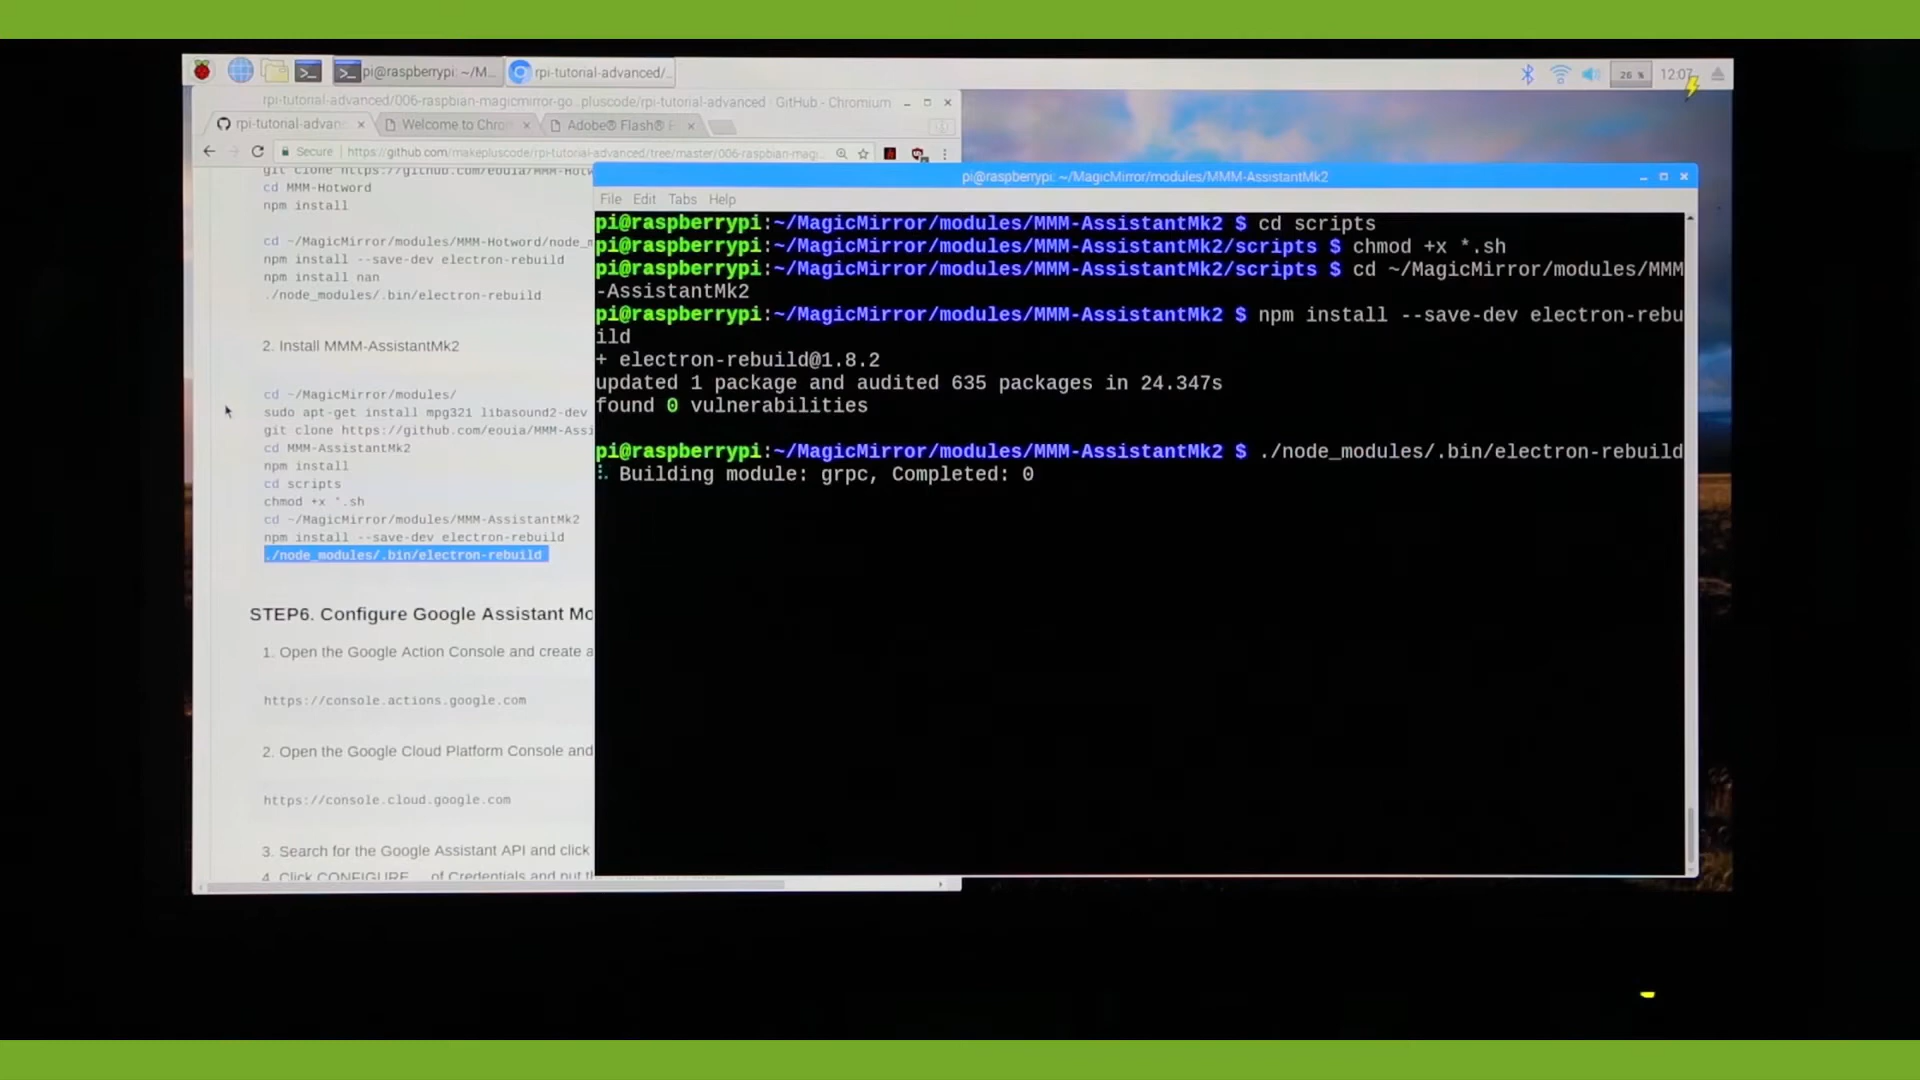 pi@raspberrypi: ~/M...
rpi-tutorial-advanced/...
26 %
12:07
rpi-tutorial-advanced/006-raspbian-magicmirror-go...pluscode/rpi-tutorial-advanced · GitHub - Chromium
rpi-tutorial-advan
Welcome to Chro
Adobe® Flash®
Secure
https://github.com/makepluscode/rpi-tutorial-advanced/tree/master/006-raspbian-magi...
git clone https://github.com/eouia/MMM-Hotw
cd MMM-Hotword
npm install
cd ~/MagicMirror/modules/MMM-Hotword/node_m
npm install --save-dev electron-rebuild
npm install nan
./node_modules/.bin/electron-rebuild
2. Install MMM-AssistantMk2
cd ~/MagicMirror/modules/
sudo apt-get install mpg321 libasound2-dev
git clone https://github.com/eouia/MMM-Assi
cd MMM-AssistantMk2
npm install
cd scripts
chmod +x *.sh
cd ~/MagicMirror/modules/MMM-AssistantMk2
npm install --save-dev electron-rebuild
./node_modules/.bin/electron-rebuild
STEP6. Configure Google Assistant Mo
1. Open the Google Action Console and create a
https://console.actions.google.com
2. Open the Google Cloud Platform Console and
https://console.cloud.google.com
3. Search for the Google Assistant API and click
4. Click CONFIGURE ... of Credentials and put th
pi@raspberrypi: ~/MagicMirror/modules/MMM-AssistantMk2
File Edit Tabs Help
pi@raspberrypi:~/MagicMirror/modules/MMM-AssistantMk2 $ cd scripts
pi@raspberrypi:~/MagicMirror/modules/MMM-AssistantMk2/scripts $ chmod +x *.sh
pi@raspberrypi:~/MagicMirror/modules/MMM-AssistantMk2/scripts $ cd ~/MagicMirror/modules/MMM
-AssistantMk2
pi@raspberrypi:~/MagicMirror/modules/MMM-AssistantMk2 $ npm install --save-dev electron-rebu
ild
+ electron-rebuild@1.8.2
updated 1 package and audited 635 packages in 24.347s
found 0 vulnerabilities
pi@raspberrypi:~/MagicMirror/modules/MMM-AssistantMk2 $ ./node_modules/.bin/electron-rebuild
Building module: grpc, Completed: 0